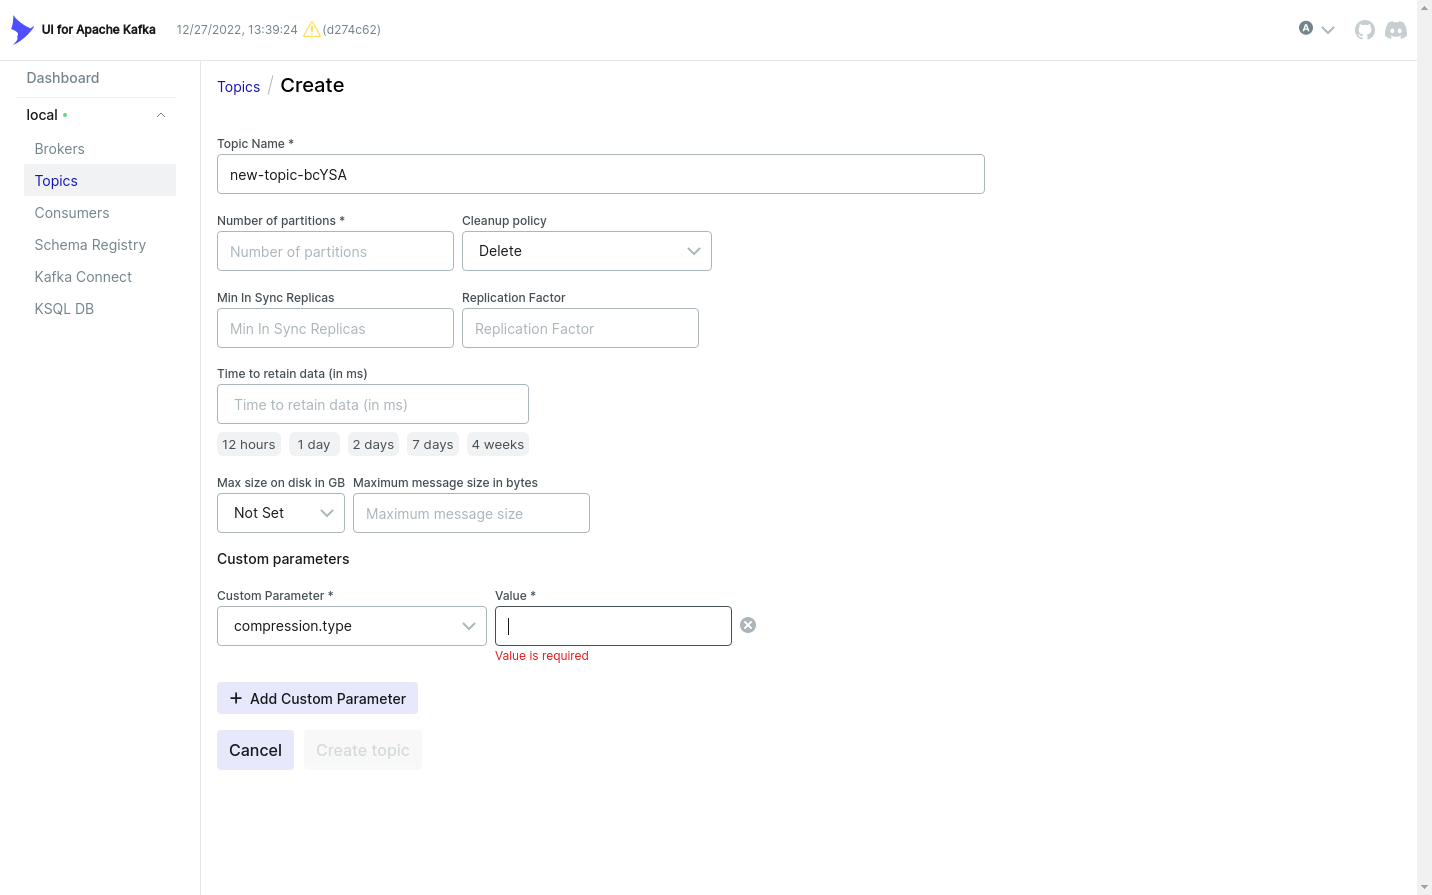 UI for Apache Kafka 12/27/2022, 13:39:24 (d274c62) A
Dashboard
local
Brokers
Topics
Consumers
Schema Registry
Kafka Connect
KSQL DB
Topics / Create
Topic Name *
new-topic-bcYSA
Number of partitions * Cleanup policy
Number of partitions Delete
Min In Sync Replicas Replication Factor
Min In Sync Replicas Replication Factor
Time to retain data (in ms)
Time to retain data (in ms)
12 hours 1 day 2 days 7 days 4 weeks
Max size on disk in GB Maximum message size in bytes
Not Set Maximum message size
Custom parameters
Custom Parameter * Value *
compression.type
Value is required
+ Add Custom Parameter
Cancel Create topic